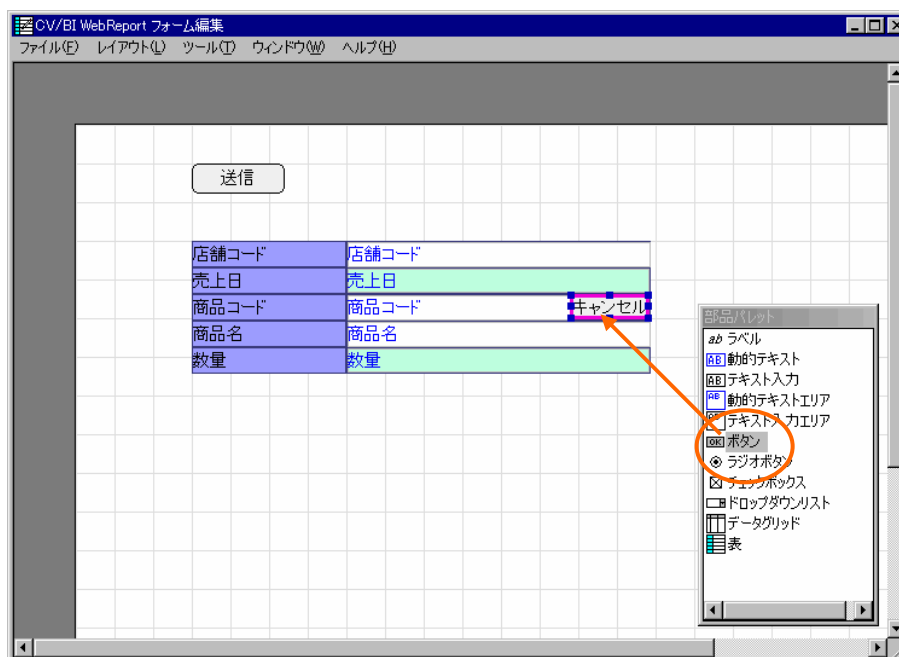 CV/BI WebReport フォーム編集
ファイル(F) レイアウト(L) ツール(T) ウィンドウ(W) ヘルプ(H)
送信
店舗コード 店舗コード
売上日 売上日
商品コード 商品コード キャンセル
商品名 商品名
数量 数量
部品パレット
ab ラベル
AB 動的テキスト
AB テキスト入力
AB 動的テキストエリア
テキスト入力エリア
OK ボタン
ラジオボタン
チェックボックス
ドロップダウンリスト
データグリッド
表